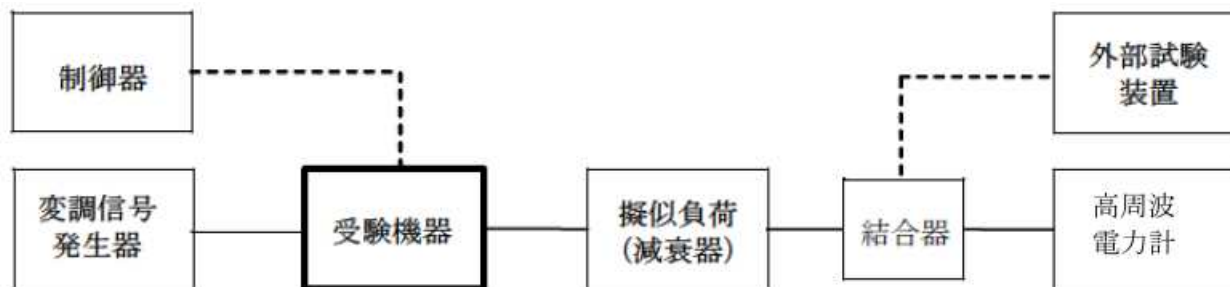 制御器
外部試験
装置
変調信号
発生器
受験機器
擬似負荷
(減衰器)
結合器
高周波
電力計